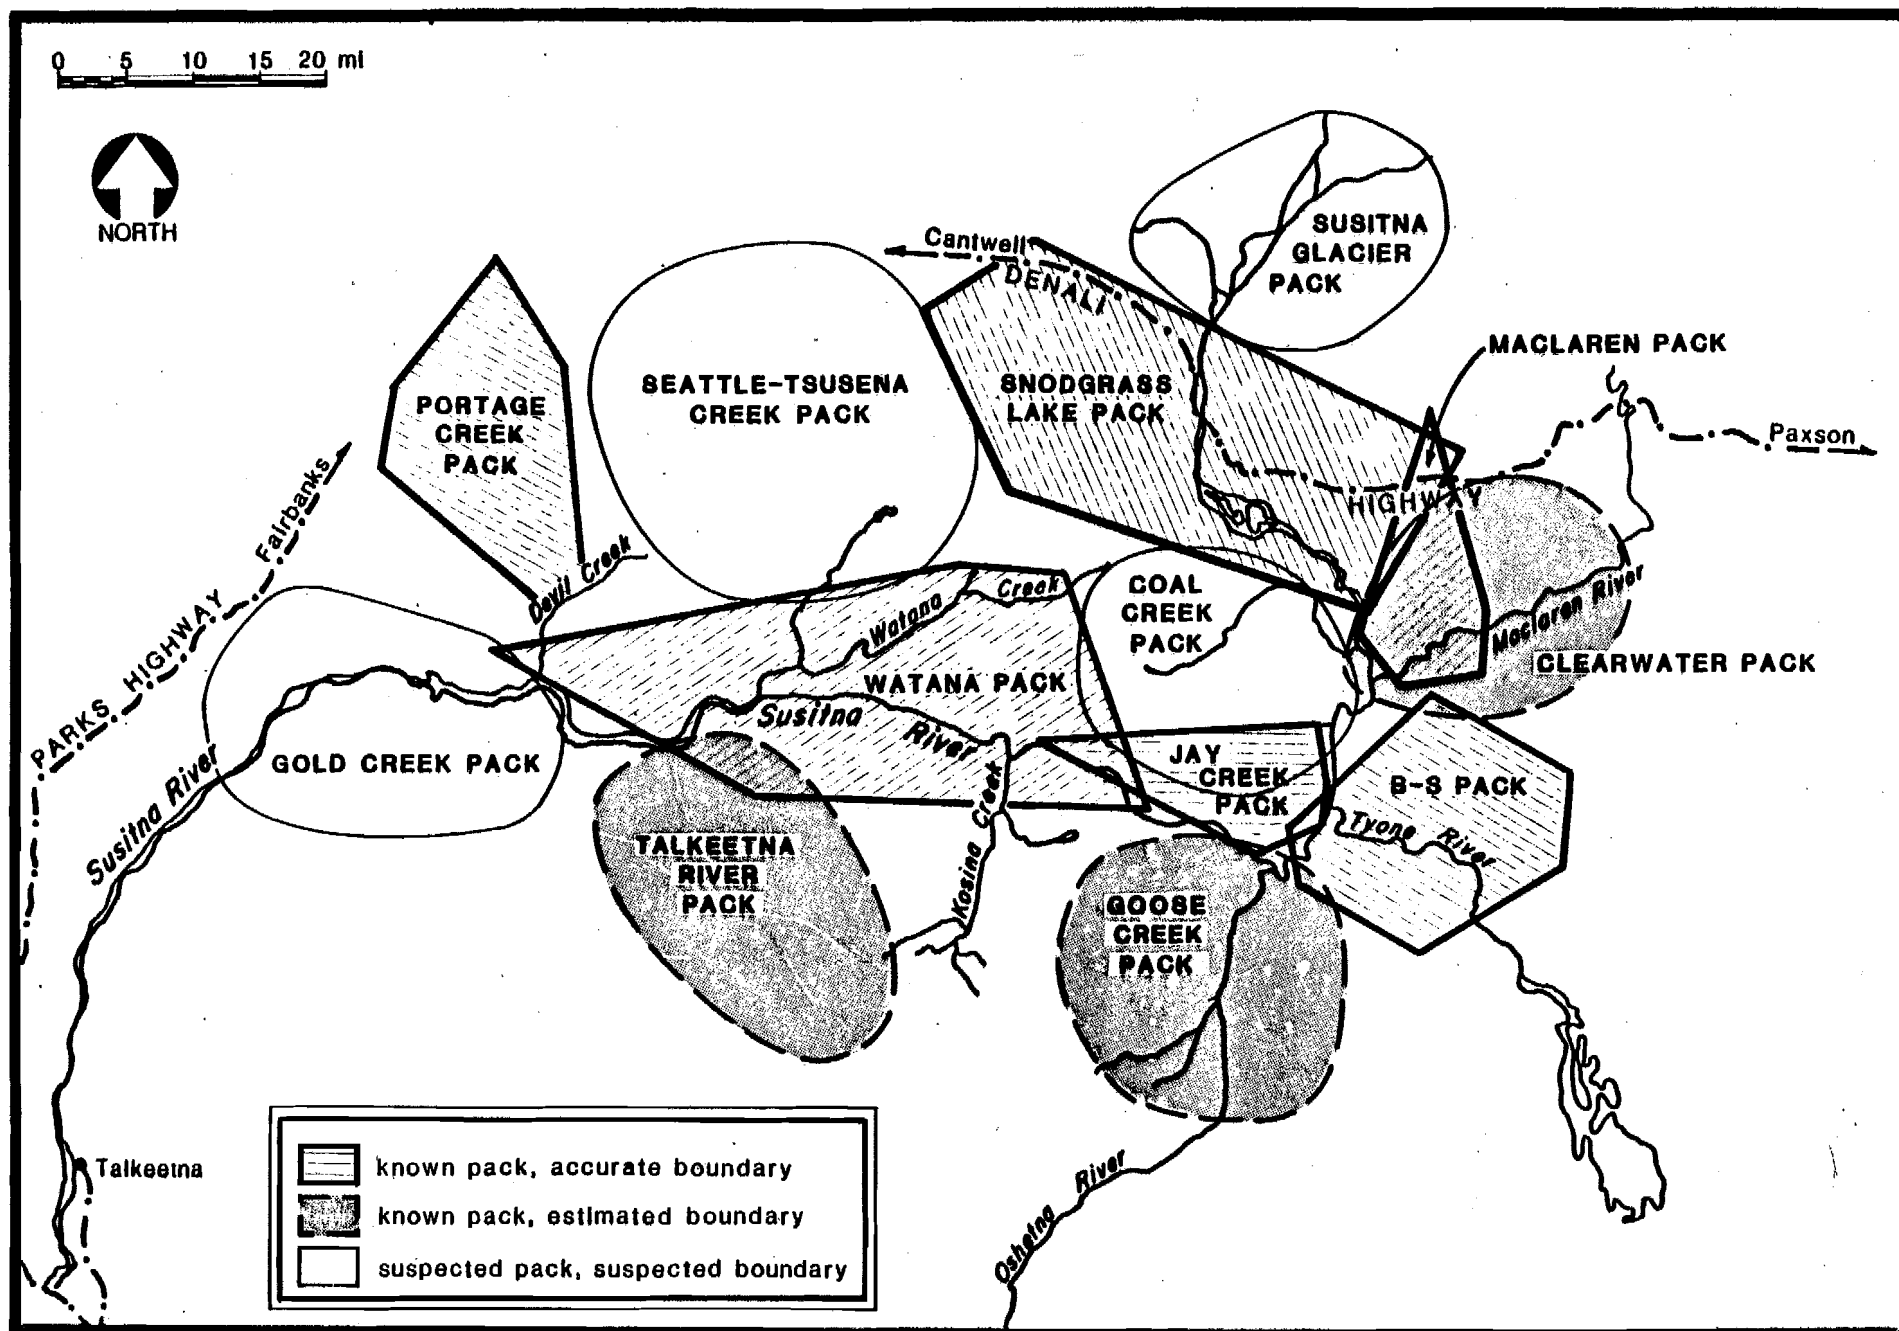 0 5 10 15 20 mi
NORTH
Cantwell
DENALI
HIGHWAY
Paxson
SUSITNA
GLACIER
PACK
MACLAREN PACK
SEATTLE-TSUSENA
CREEK PACK
SNODGRASS
LAKE PACK
PORTAGE
CREEK
PACK
PARKS HIGHWAY
Fairbanks
Devil Creek
Watana Creek
COAL
CREEK
PACK
Maclaren River
CLEARWATER PACK
WATANA PACK
Susitna River
GOLD CREEK PACK
Susitna River
JAY
CREEK
PACK
B-S PACK
Tyone River
TALKEETNA
RIVER
PACK
Kosina Creek
GOOSE
CREEK
PACK
Talkeetna
Oshetna River
known pack, accurate boundary
known pack, estimated boundary
suspected pack, suspected boundary